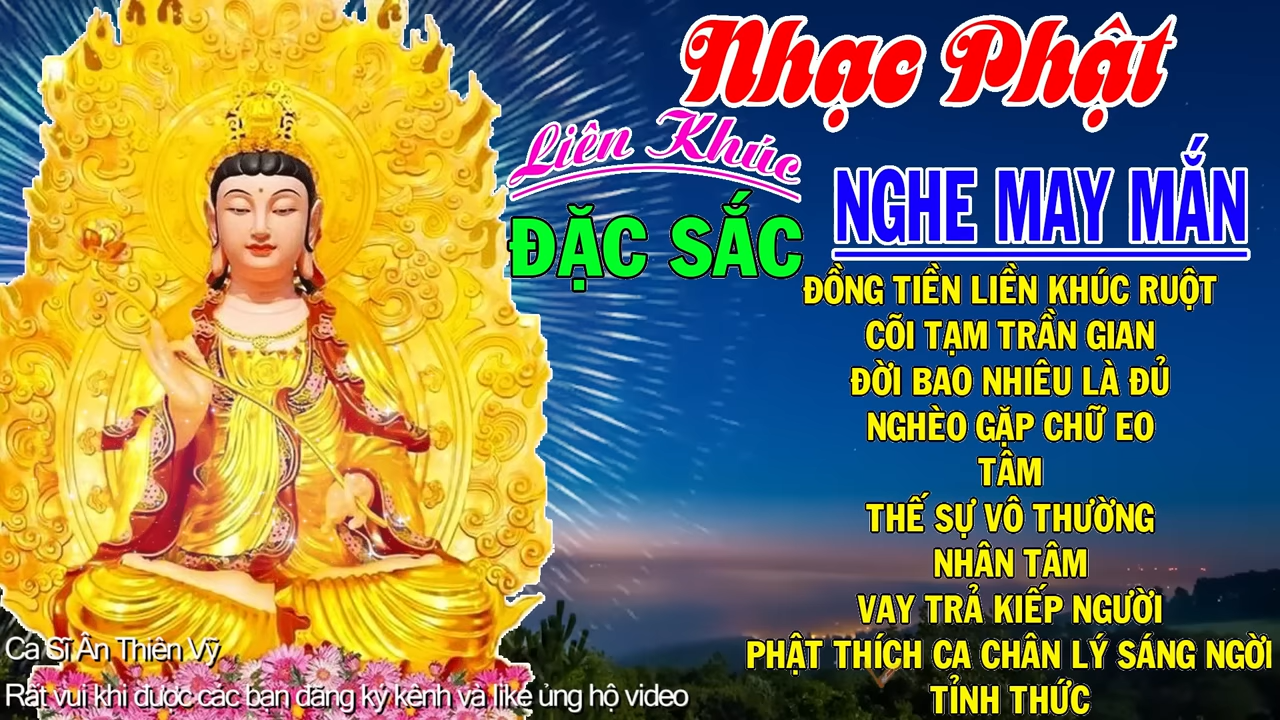 Nhạc Phật
Liên Khúc
ĐẶC SẮC
NGHE MAY MẮN
ĐỒNG TIỀN LIỀN KHÚC RUỘT
CÕI TẠM TRẦN GIAN
ĐỜI BAO NHIÊU LÀ ĐỦ
NGHÈO GẶP CHỮ EO
TÂM
THẾ SỰ VÔ THƯỜNG
NHÂN TÂM
VAY TRẢ KIẾP NGƯỜI
PHẬT THÍCH CA CHÂN LÝ SÁNG NGỜI
TỈNH THỨC
Ca Sĩ Ân Thiên Vỹ
Rất vui khi được các bạn đăng ký kênh và like ủng hộ video